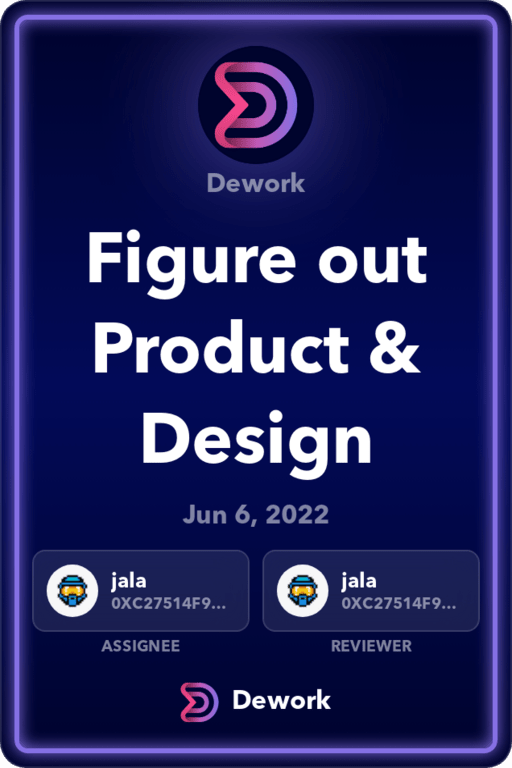 Dework
Figure out
Product &
Design
Jun 6, 2022
jala
0XC27514F9...
ASSIGNEE
jala
0XC27514F9...
REVIEWER
Dework